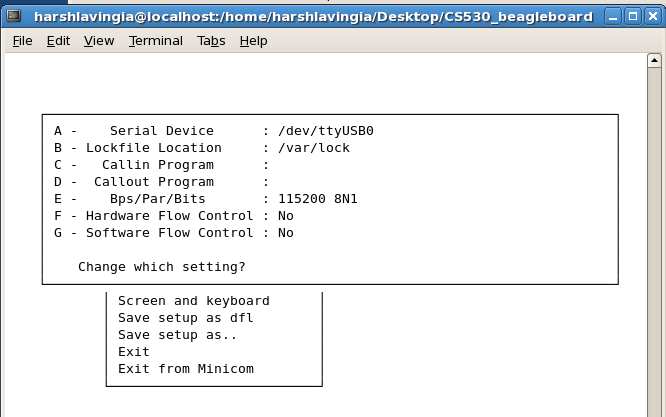 harshlavingia@localhost:/home/harshlavingia/Desktop/CS530_beagleboard
File Edit View Terminal Tabs Help
A - Serial Device : /dev/ttyUSB0
B - Lockfile Location : /var/lock
C - Callin Program :
D - Callout Program :
E - Bps/Par/Bits : 115200 8N1
F - Hardware Flow Control : No
G - Software Flow Control : No
Change which setting?
Screen and keyboard
Save setup as dfl
Save setup as..
Exit
Exit from Minicom